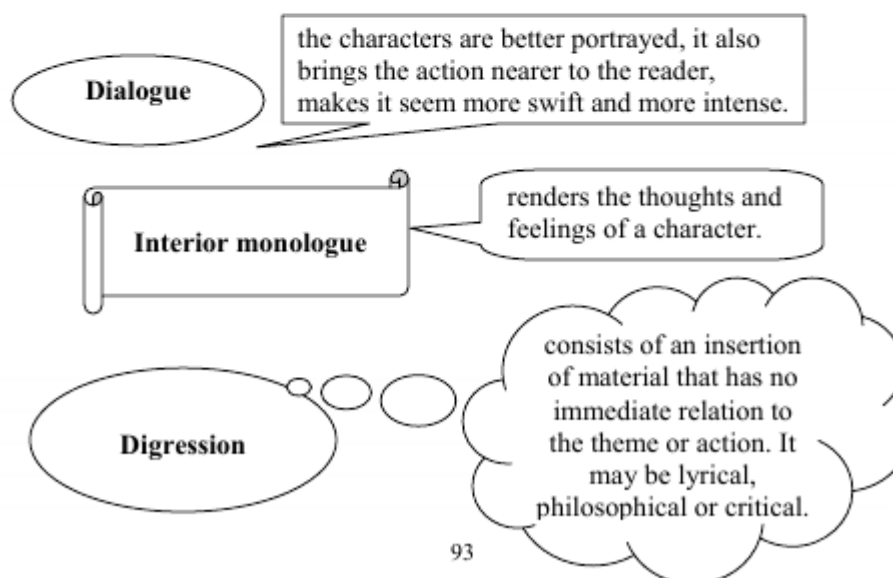 Dialogue
the characters are better portrayed, it also
brings the action nearer to the reader,
makes it seem more swift and more intense.
Interior monologue
renders the thoughts and
feelings of a character.
Digression
consists of an insertion
of material that has no
immediate relation to
the theme or action. It
may be lyrical,
philosophical or critical.
93